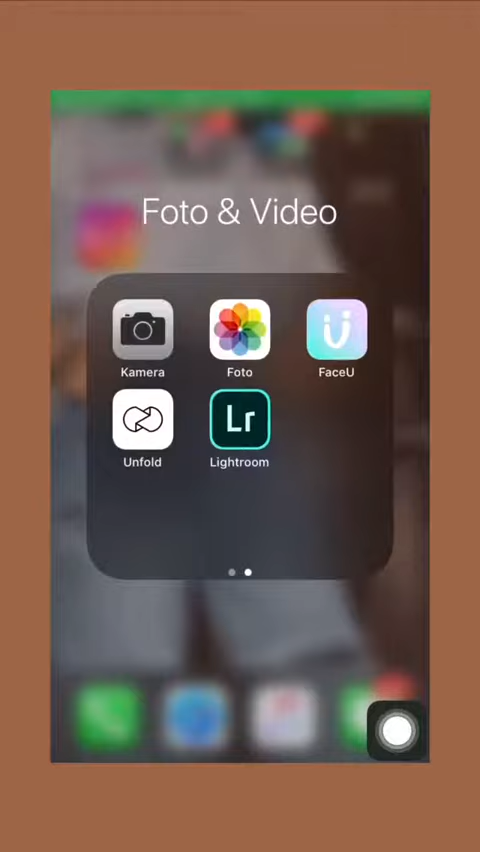 Foto & Video
Kamera
Foto
FaceU
Unfold
Lr
Lightroom